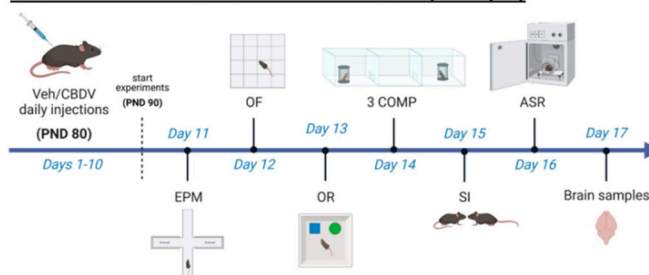 Veh/CBDV
daily injections
(PND 80)
Days 1-10
start
experiments
(PND 90)
Day 11
EPM
OF
Day 12
Day 13
OR
3 COMP
Day 14
Day 15
SI
ASR
Day 16
Day 17
Brain samples